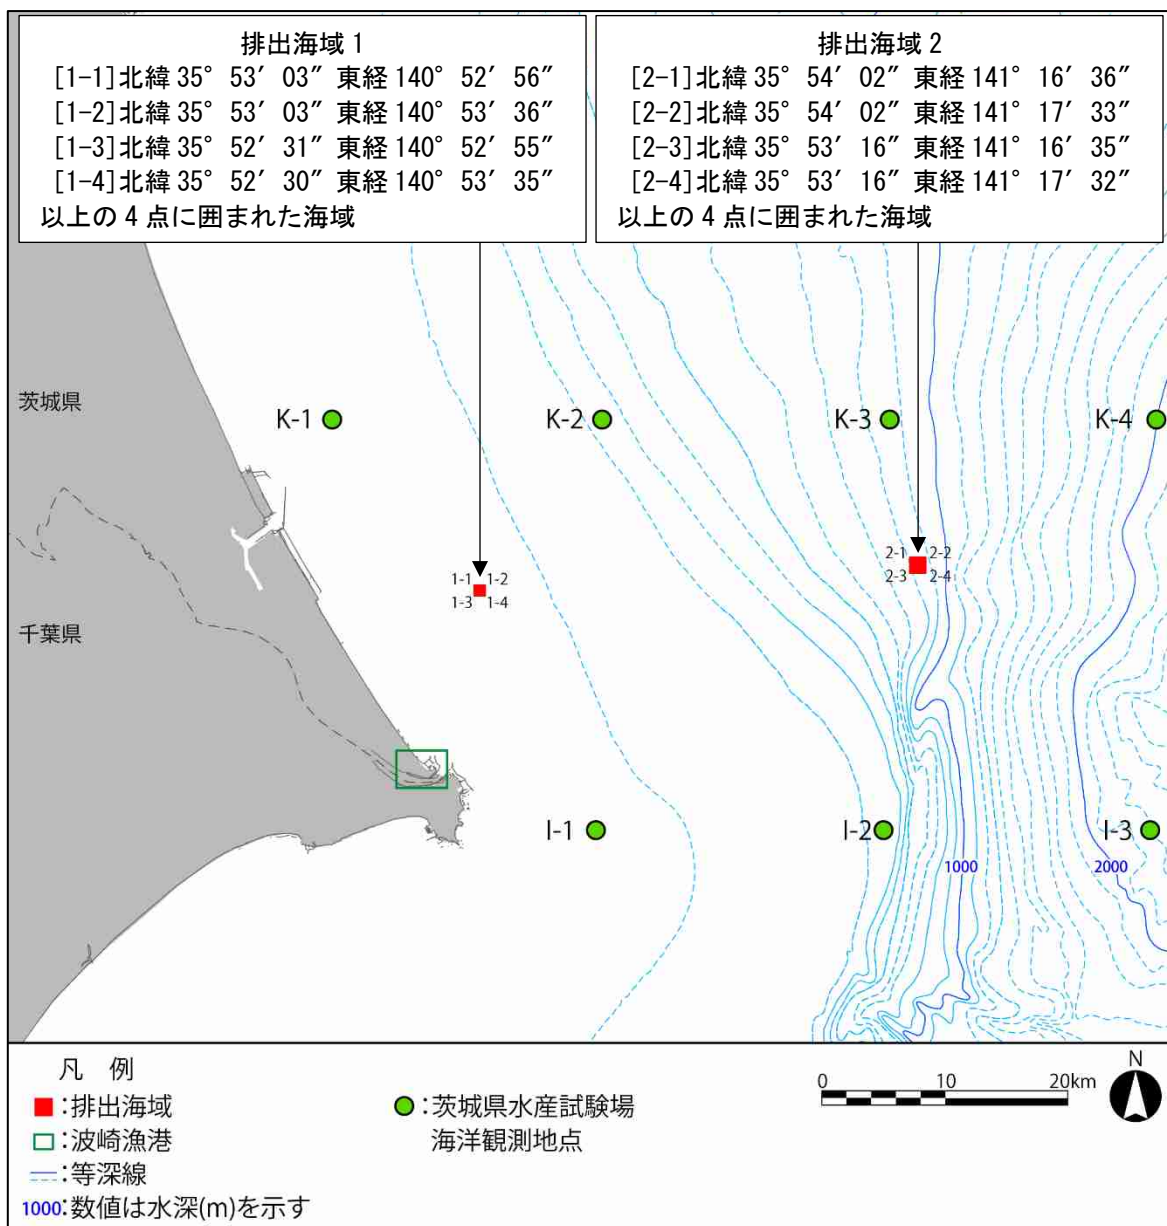 排出海域 1
[1-1]北緯 35° 53′ 03″ 東経 140° 52′ 56″
[1-2]北緯 35° 53′ 03″ 東経 140° 53′ 36″
[1-3]北緯 35° 52′ 31″ 東経 140° 52′ 55″
[1-4]北緯 35° 52′ 30″ 東経 140° 53′ 35″
以上の 4 点に囲まれた海域
排出海域 2
[2-1]北緯 35° 54′ 02″ 東経 141° 16′ 36″
[2-2]北緯 35° 54′ 02″ 東経 141° 17′ 33″
[2-3]北緯 35° 53′ 16″ 東経 141° 16′ 35″
[2-4]北緯 35° 53′ 16″ 東経 141° 17′ 32″
以上の 4 点に囲まれた海域
茨城県
K-1
K-2
K-3
K-4
2-1 2-2
2-3 2-4
1-1 1-2
1-3 1-4
千葉県
I-1
I-2
I-3
1000
2000
凡 例
:排出海域
:波崎漁港
:等深線
1000:数値は水深(m)を示す
:茨城県水産試験場
海洋観測地点
0 10 20km
N